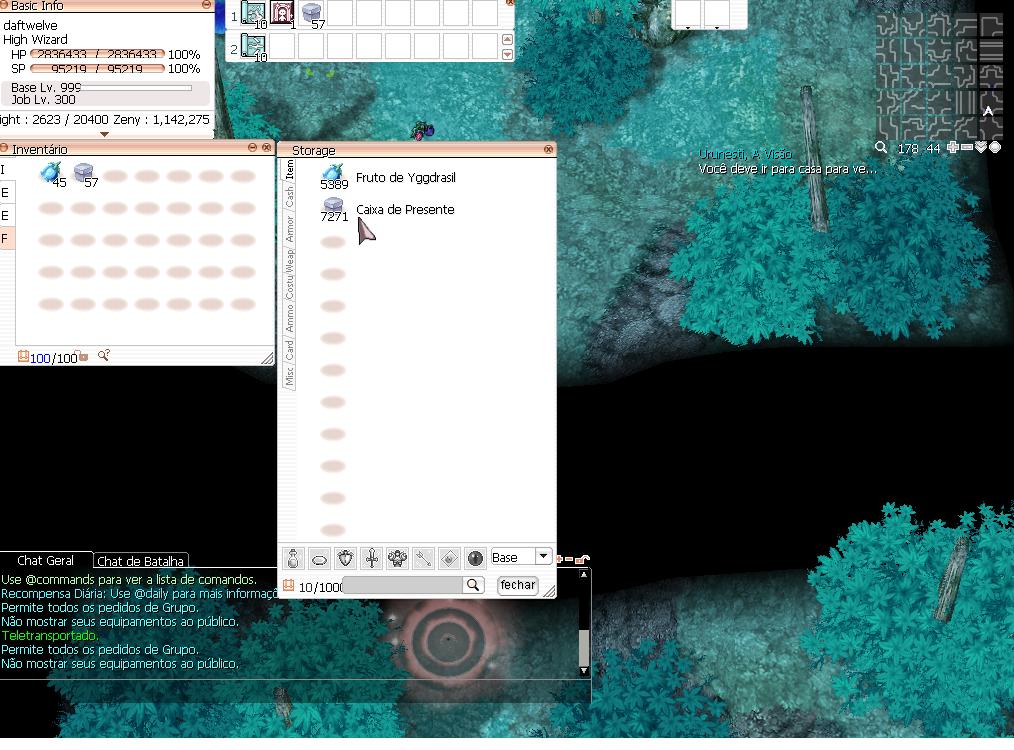 Basic Info
daftwelve
High Wizard
HP 2836433 / 2836433 100%
SP 95219 / 95219 100%
Base Lv. 999
Job Lv. 300
ight : 2623 / 20400 Zeny : 1,142,275
1 10 1 57
2 10
178 44
Urunesti, A Visão
Você deve ir para casa para ve...
Inventário
I
E
E
F
45 57
100/100
Storage
Item
Cash
Armor
Weap
Costu
Ammo
Card
Misc
5389 Fruto de Yggdrasil
7271 Caixa de Presente
Base
10/1000
fechar
Chat Geral
Chat de Batalha
Use @commands para ver a lista de comandos.
Recompensa Diária: Use @daily para mais informaçõ
Permite todos os pedidos de Grupo.
Não mostrar seus equipamentos ao público.
Teletransportado.
Permite todos os pedidos de Grupo.
Não mostrar seus equipamentos ao público.